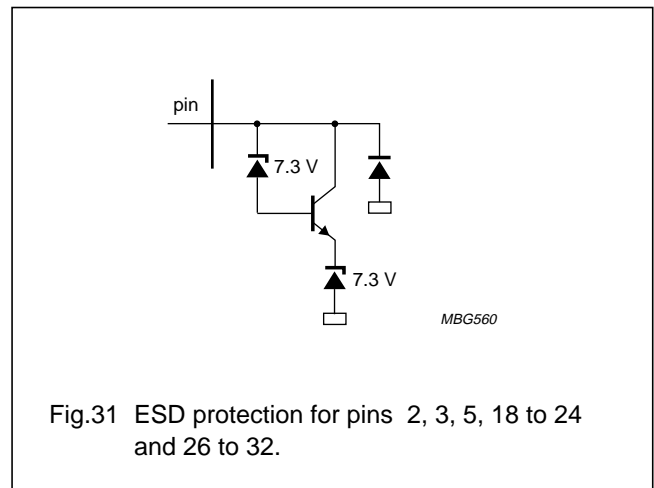 pin
7.3 V
7.3 V
MBG560
Fig.31 ESD protection for pins 2, 3, 5, 18 to 24
and 26 to 32.